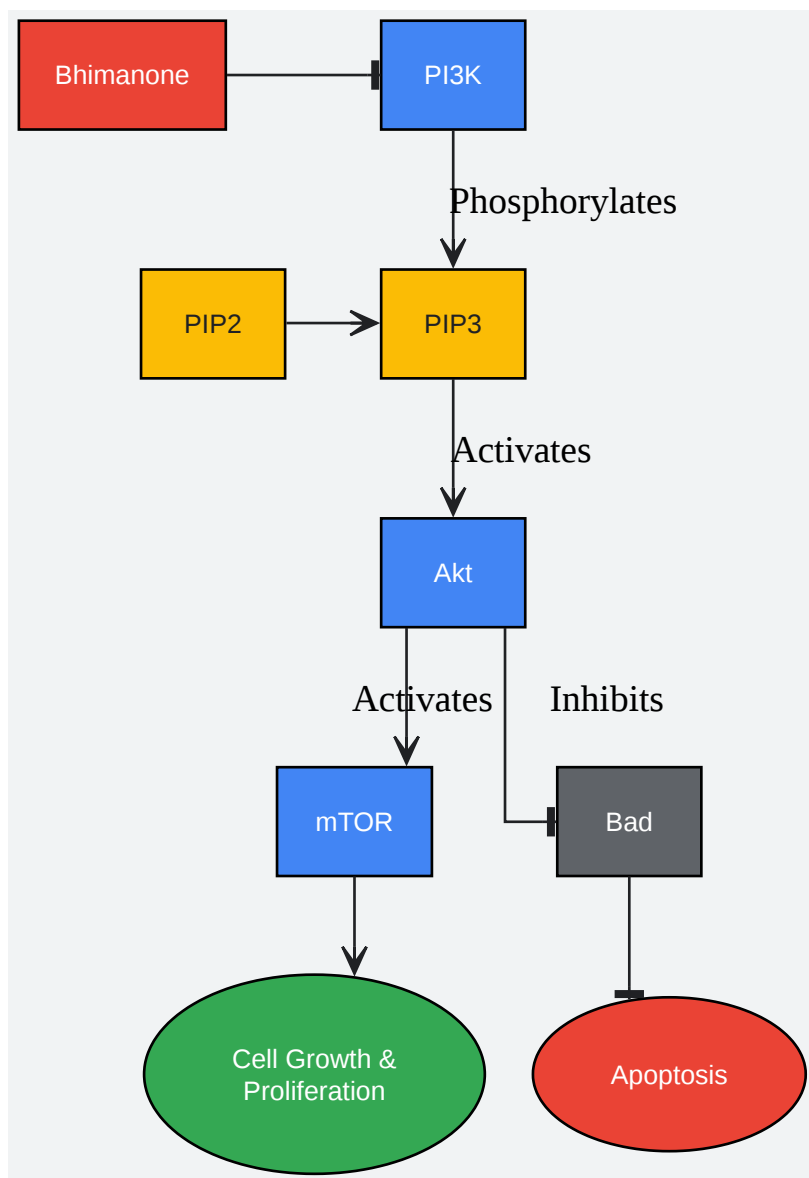 Bhimanone
PI3K
Phosphorylates
PIP2
PIP3
Activates
Akt
Activates
Inhibits
mTOR
Bad
Cell Growth &
Proliferation
Apoptosis